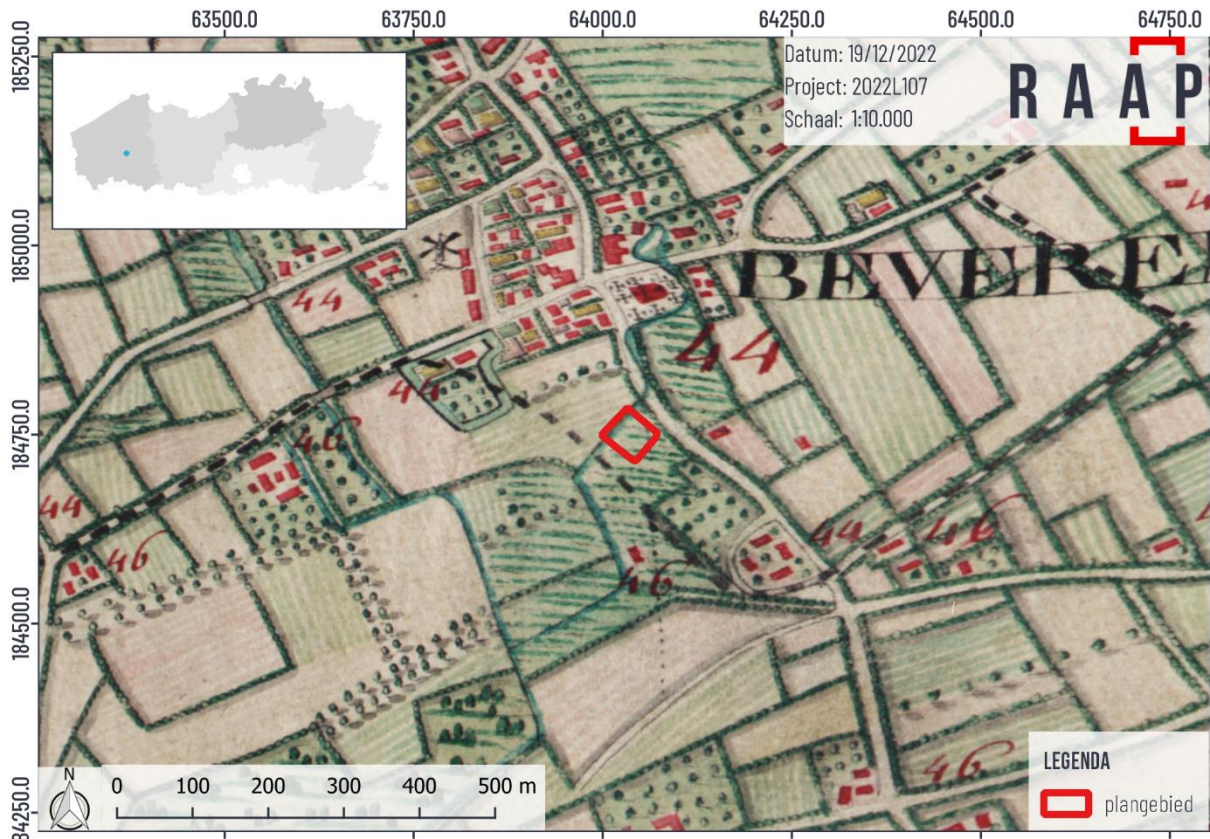 63500.0 63750.0 64000.0 64250.0 64500.0 64750.0
185250.0
185000.0
184750.0
184500.0
184250.0
Datum: 19/12/2022
Project: 2022L107
Schaal: 1:10.000
RAAP
44
BEVERE
44
44
46
44
46
44
46
46
46
N
0 100 200 300 400 500 m
LEGENDA
plangebied